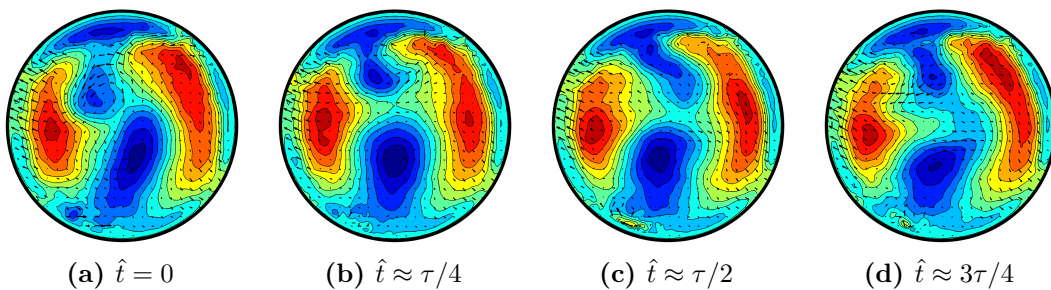 (a) t̂ = 0
(b) t̂ ≈ τ/4
(c) t̂ ≈ τ/2
(d) t̂ ≈ 3τ/4